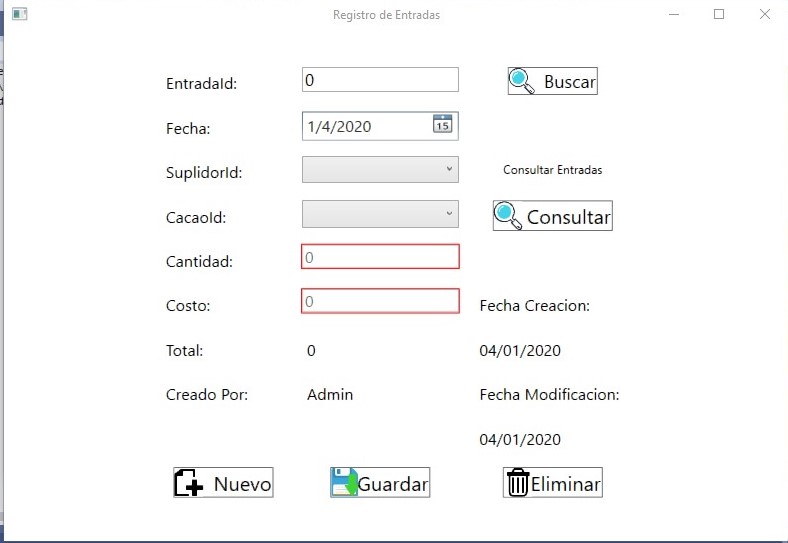 Registro de Entradas
EntradaId: 0 Buscar
Fecha: 1/4/2020 15
SuplidorId: Consultar Entradas
CacaoId: Consultar
Cantidad: 0
Costo: 0 Fecha Creacion:
Total: 0 04/01/2020
Creado Por: Admin Fecha Modificacion:
04/01/2020
Nuevo Guardar Eliminar